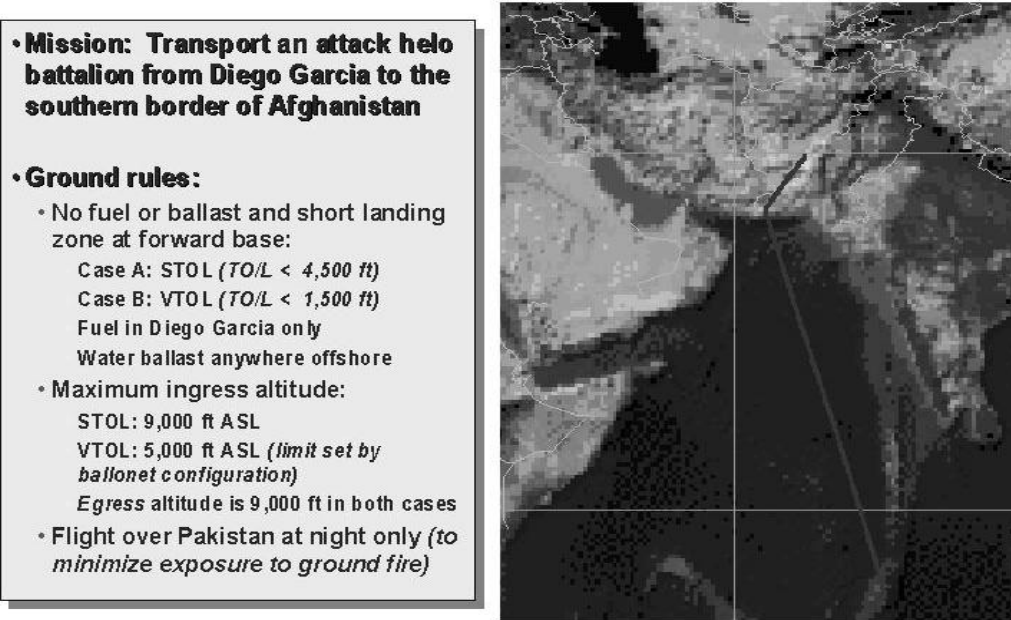 • Mission: Transport an attack helo
battalion from Diego Garcia to the
southern border of Afghanistan
• Ground rules:
• No fuel or ballast and short landing
zone at forward base:
Case A: STOL (TO/L < 4,500 ft)
Case B: VTOL (TO/L < 1,500 ft)
Fuel in Diego Garcia only
Water ballast anywhere offshore
• Maximum ingress altitude:
STOL: 9,000 ft ASL
VTOL: 5,000 ft ASL (limit set by
ballonet configuration)
Egress altitude is 9,000 ft in both cases
• Flight over Pakistan at night only (to
minimize exposure to ground fire)